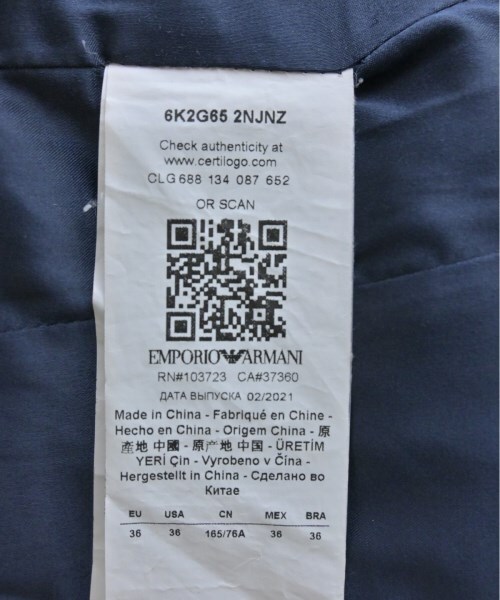 6K2G65 2NJNZ
Check authenticity at
www.certilogo.com
CLG 688 134 087 652
OR SCAN
EMPORIO ARMANI
RN#103723 CA#37360
ДАТА ВЫПУСКА 02/2021
Made in China - Fabriqué en Chine -
Hecho en China - Origem China - 原
產地 中國 - 原产地 中国 - ÜRETİM
YERİ Çin - Vyrobeno v Čína -
Hergestellt in China - Сделано во
Китае
EU USA CN MEX BRA
36 36 165/76A 36 36